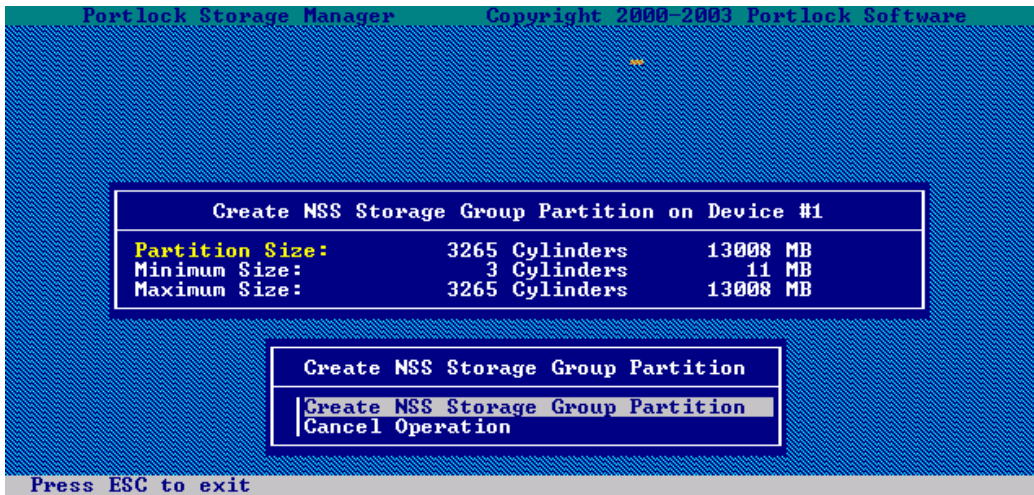 Portlock Storage Manager Copyright 2000-2003 Portlock Software
Create NSS Storage Group Partition on Device #1
Partition Size: 3265 Cylinders 13008 MB
Minimum Size: 3 Cylinders 11 MB
Maximum Size: 3265 Cylinders 13008 MB
Create NSS Storage Group Partition
Create NSS Storage Group Partition
Cancel Operation
Press ESC to exit